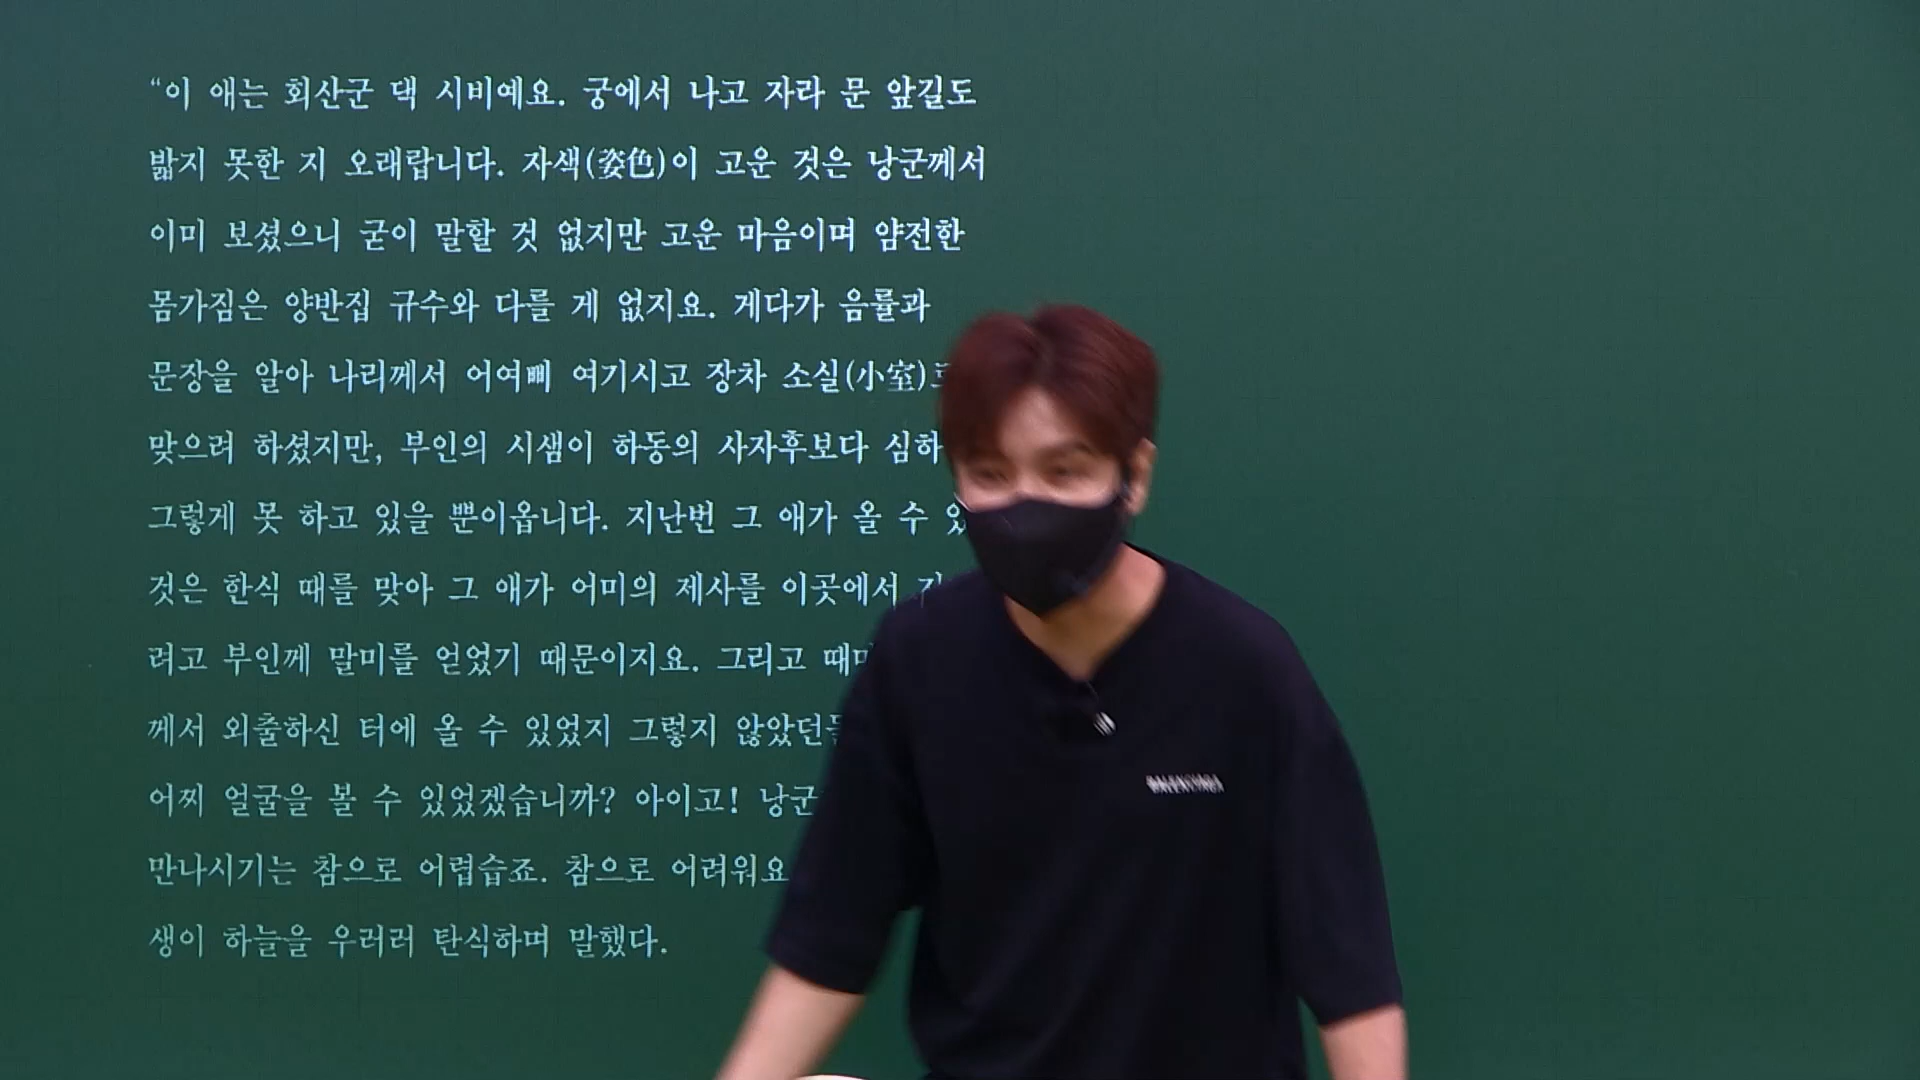 “이 애는 회산군 댁 시비예요. 궁에서 나고 자라 문 앞길도
밟지 못한 지 오래랍니다. 자색(姿色)이 고운 것은 낭군께서
이미 보셨으니 굳이 말할 것 없지만 고운 마음이며 얌전한
몸가짐은 양반집 규수와 다를 게 없지요. 게다가 음률과
문장을 알아 나리께서 어여삐 여기시고 장차 소실(小室)
맞으려 하셨지만, 부인의 시샘이 하동의 사자후보다 심하
그렇게 못 하고 있을 뿐이옵니다. 지난번 그 애가 올 수
것은 한식 때를 맞아 그 애가 어미의 제사를 이곳에서
려고 부인께 말미를 얻었기 때문이지요. 그리고
께서 외출하신 터에 올 수 있었지 그렇지
어찌 얼굴을 볼 수 있었겠습니까? 아이고!
만나시기는 참으로 어렵습죠. 참으로 어려워요
생이 하늘을 우러러 탄식하며 말했다.
BALENCIAGA